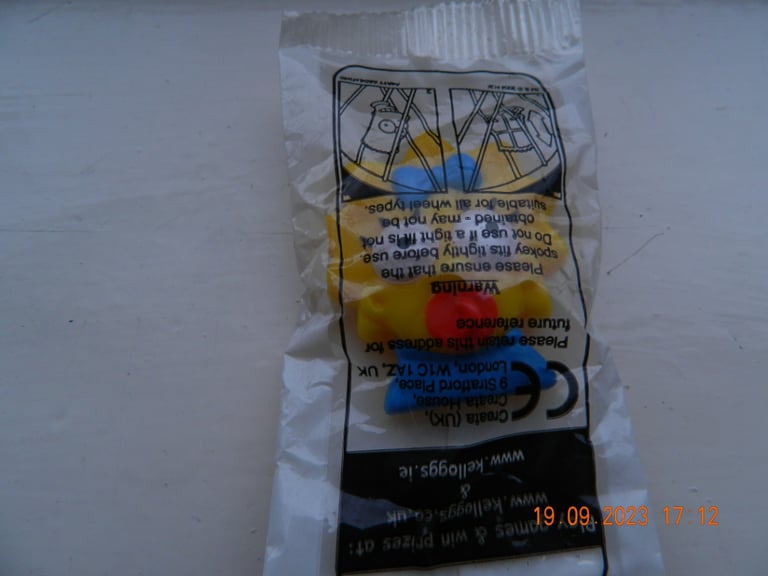 Play games & win prizes at:
www.kelloggs.co.uk
&
www.kelloggs.ie
Creata (UK),
Creata House,
9 Stratford Place,
London, W1C 1AZ, UK
CE
Please retain this address for
future reference
Warning
Please ensure that the
spokey fits tightly before use.
Do not use if a tight fit is not
obtained - may not be
suitable for all wheel types.
19.09.2023 17:12